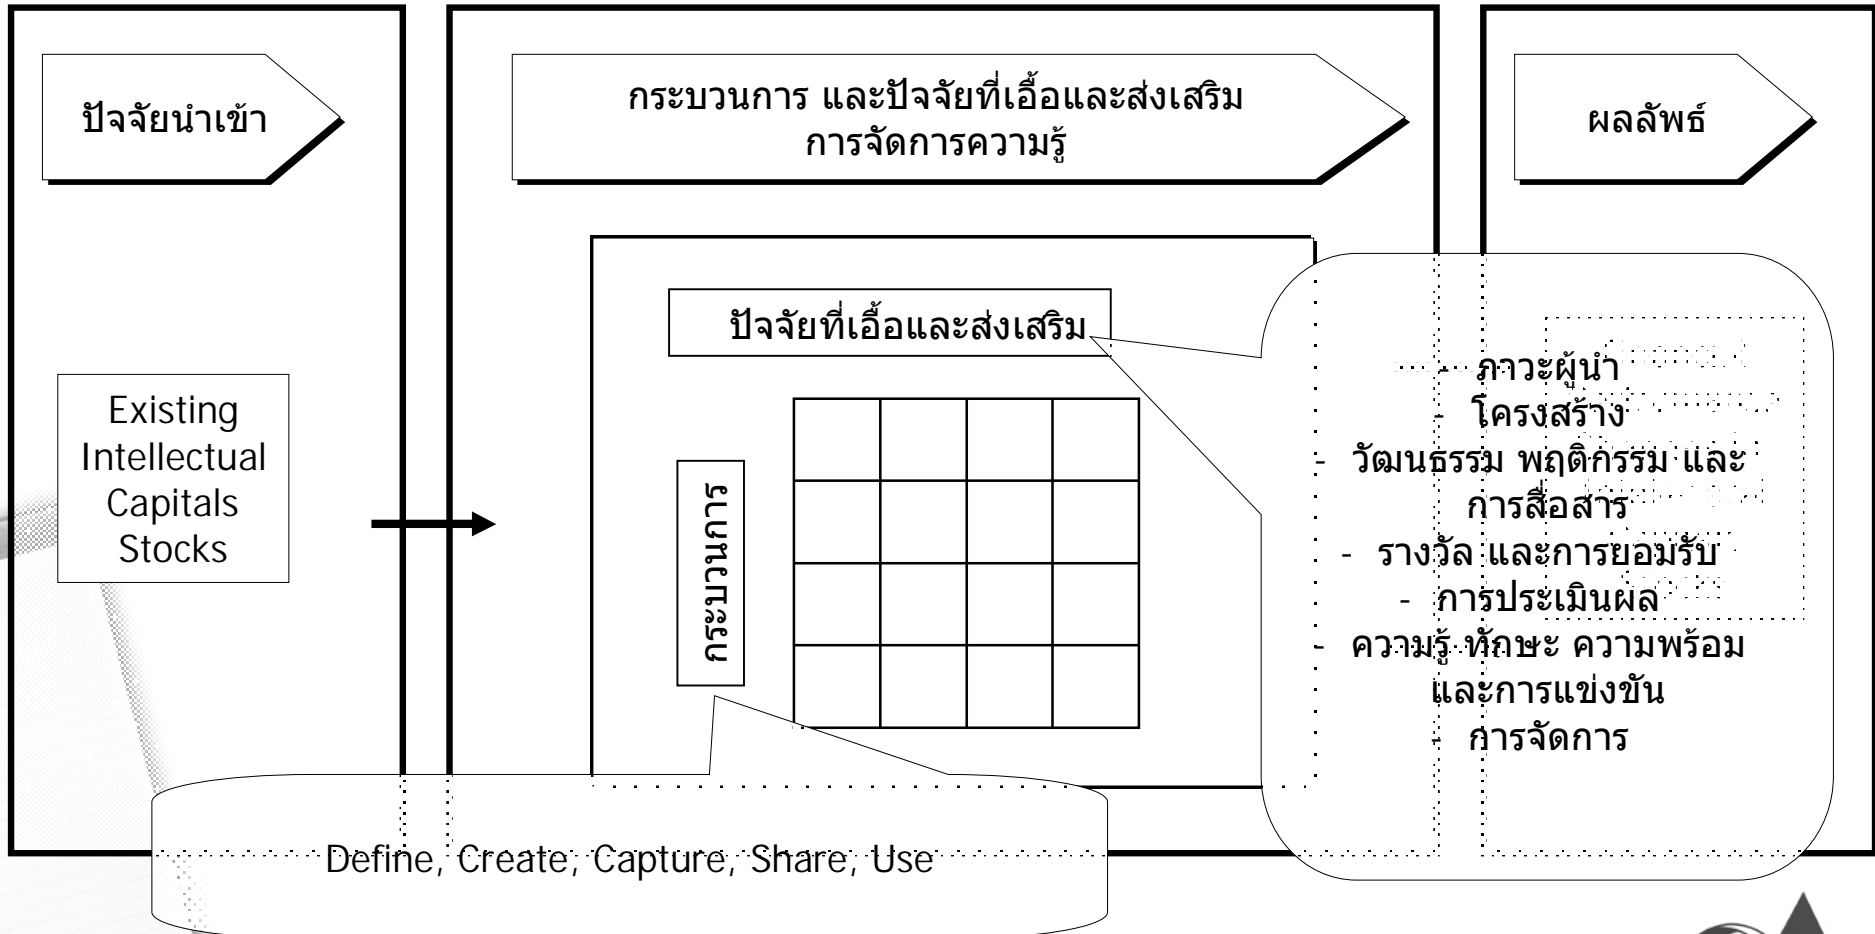 ปัจจัยนำเข้า
กระบวนการ และปัจจัยที่เอื้อและส่งเสริม
การจัดการความรู้
ผลลัพธ์
Existing
Intellectual
Capitals
Stocks
ปัจจัยที่เอื้อและส่งเสริม
กระบวนการ
- ภาวะผู้นำ
- โครงสร้าง
- วัฒนธรรม พฤติกรรม และ
การสื่อสาร
- รางวัล และการยอมรับ
- การประเมินผล
- ความรู้ ทักษะ ความพร้อม
และการแข่งขัน
- การจัดการ
Define, Create, Capture, Share, Use